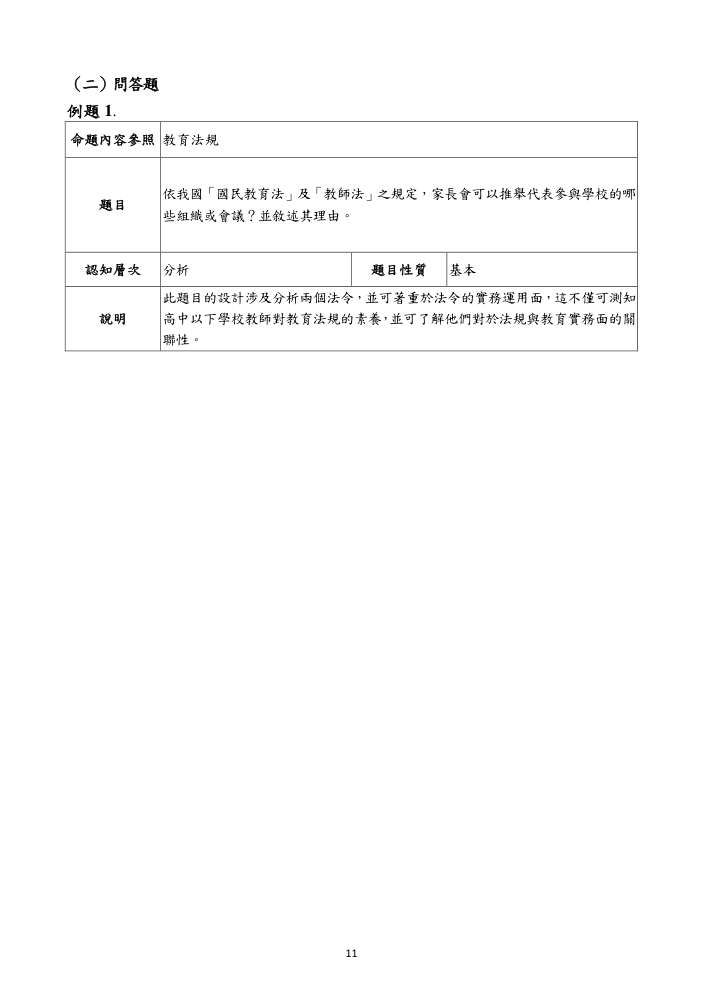 （二）問答題
例題 1.
命題內容參照 教育法規
題目 依我國「國民教育法」及「教師法」之規定，家長會可以推舉代表參與學校的哪
些組織或會議？並敘述其理由。
認知層次 分析 題目性質 基本
說明 此題目的設計涉及分析兩個法令，並可著重於法令的實務運用面，這不僅可測知
高中以下學校教師對教育法規的素養，並可了解他們對於法規與教育實務面的關
聯性。
11